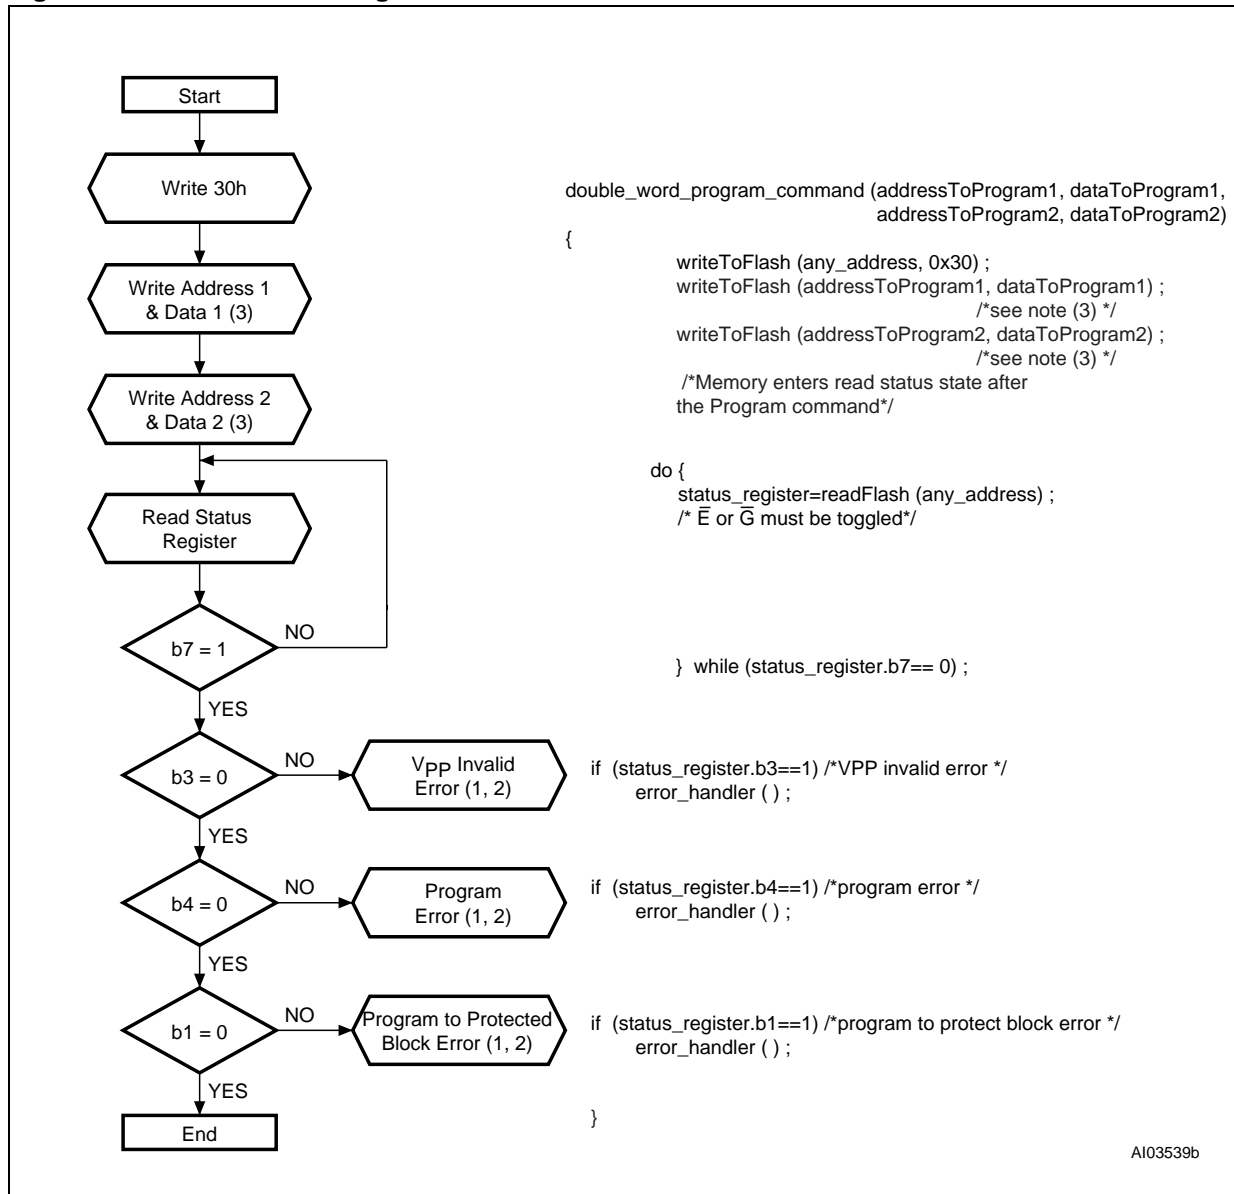 Start
Write 30h
Write Address 1
& Data 1 (3)
Write Address 2
& Data 2 (3)
Read Status
Register
b7 = 1
NO
YES
b3 = 0
NO
VPP Invalid
Error (1, 2)
YES
b4 = 0
NO
Program
Error (1, 2)
YES
b1 = 0
NO
Program to Protected
Block Error (1, 2)
YES
End
double_word_program_command (addressToProgram1, dataToProgram1,
addressToProgram2, dataToProgram2)
{
writeToFlash (any_address, 0x30) ;
writeToFlash (addressToProgram1, dataToProgram1) ;
/*see note (3) */
writeToFlash (addressToProgram2, dataToProgram2) ;
/*see note (3) */
/*Memory enters read status state after
the Program command*/
do {
status_register=readFlash (any_address) ;
/* E̅ or G̅ must be toggled*/
} while (status_register.b7== 0) ;
if (status_register.b3==1) /*VPP invalid error */
error_handler ( ) ;
if (status_register.b4==1) /*program error */
error_handler ( ) ;
if (status_register.b1==1) /*program to protect block error */
error_handler ( ) ;
}
AI03539b